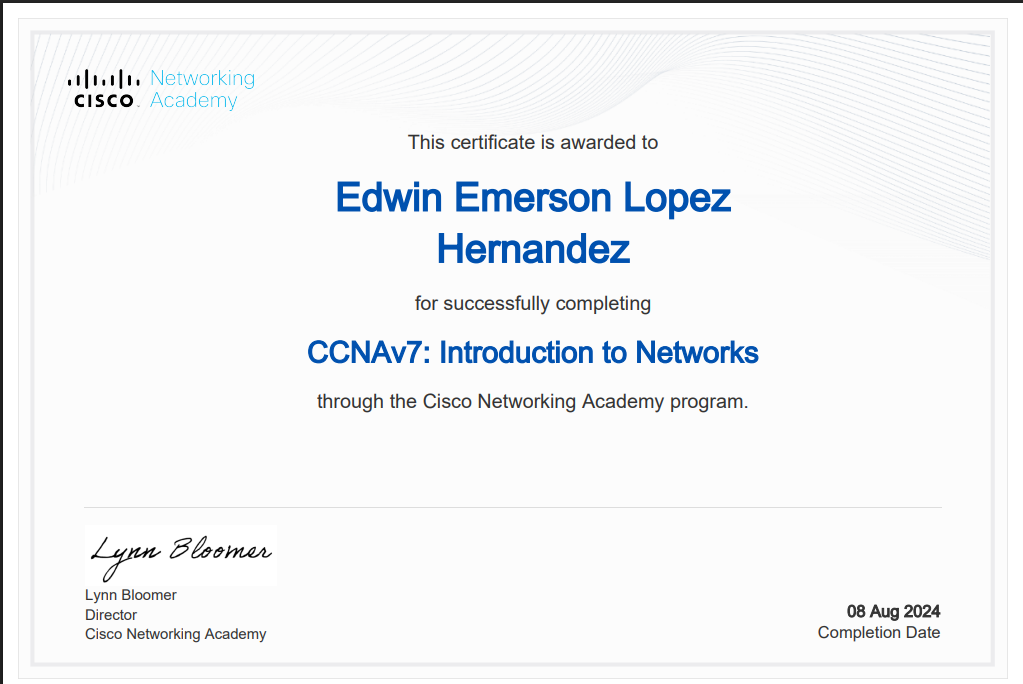 CISCO Networking
Academy
This certificate is awarded to
Edwin Emerson Lopez
Hernandez
for successfully completing
CCNAv7: Introduction to Networks
through the Cisco Networking Academy program.
Lynn Bloomer
Lynn Bloomer
Director
Cisco Networking Academy
08 Aug 2024
Completion Date